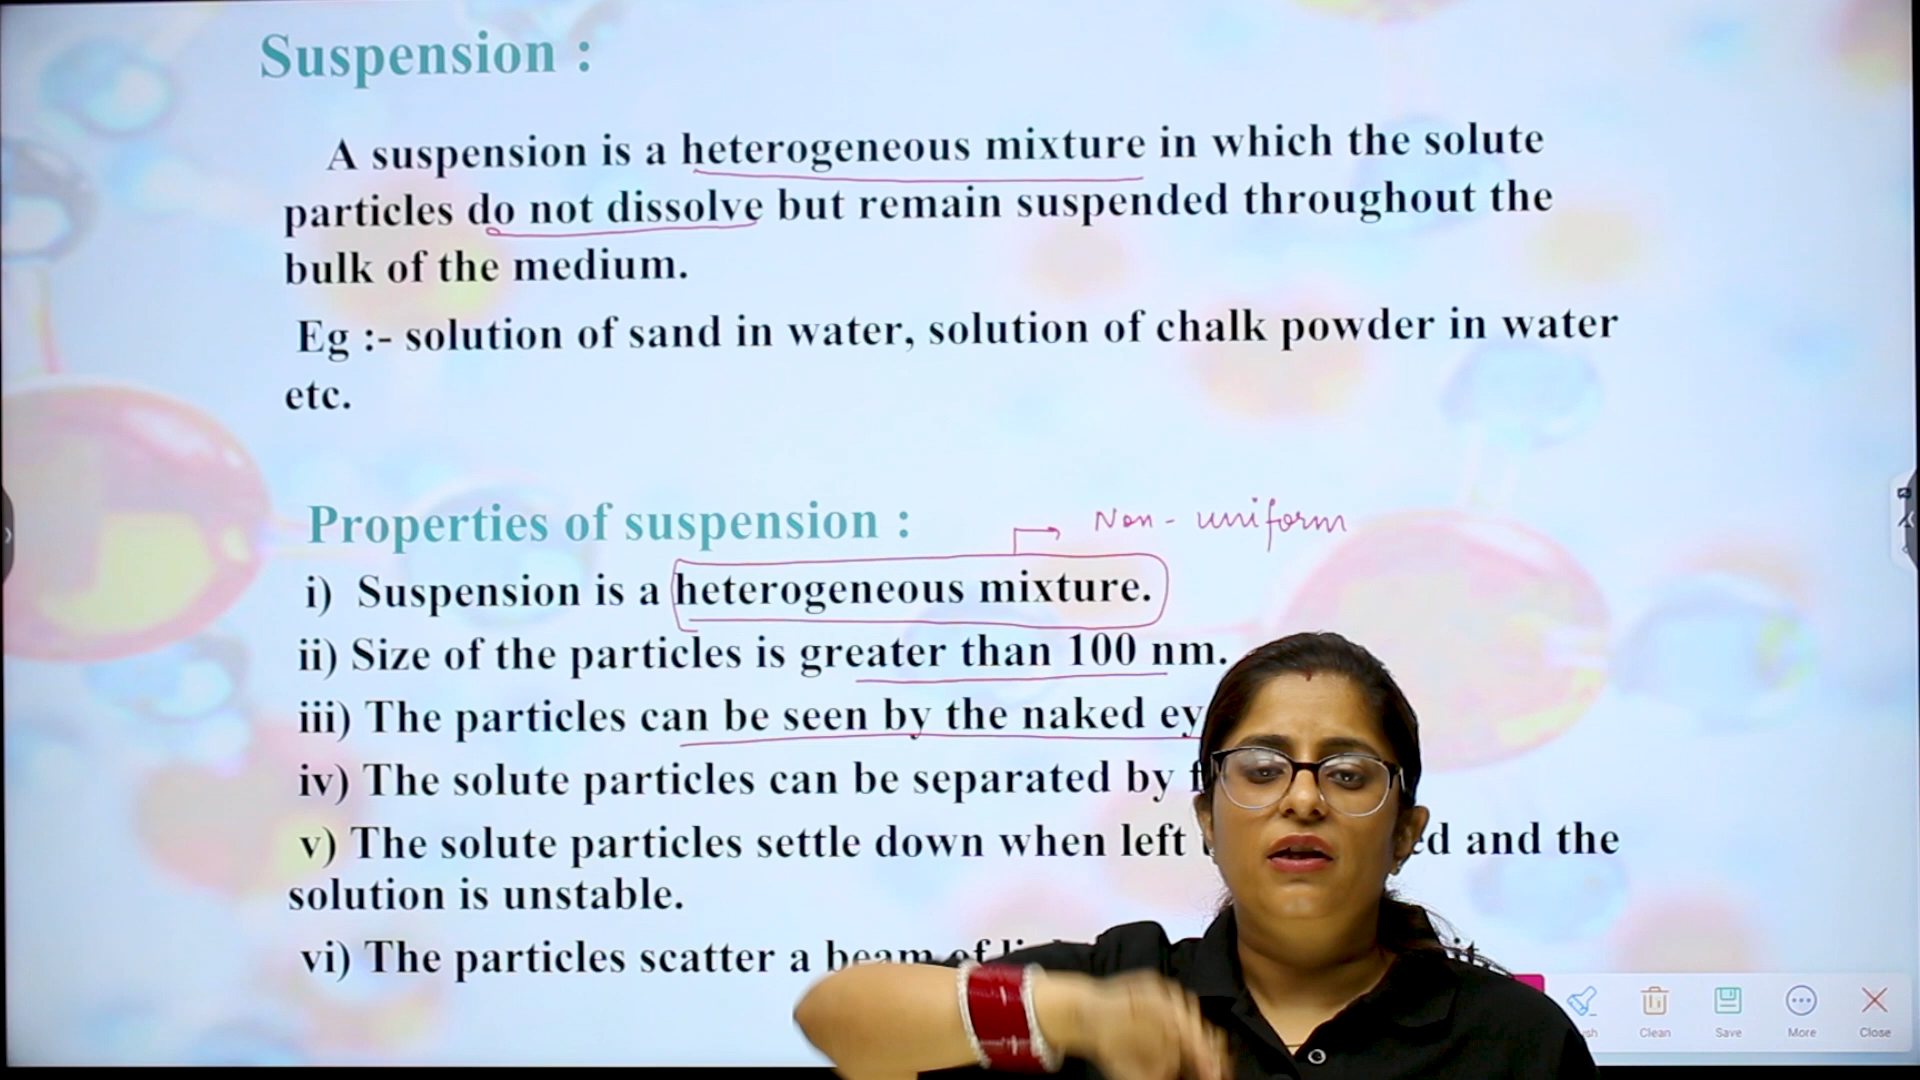 Suspension :
A suspension is a heterogeneous mixture in which the solute
particles do not dissolve but remain suspended throughout the
bulk of the medium.
Eg :- solution of sand in water, solution of chalk powder in water
etc.
Properties of suspension :
Non-uniform
i) Suspension is a heterogeneous mixture.
ii) Size of the particles is greater than 100 nm.
iii) The particles can be seen by the naked
iv) The solute particles can be separated by
v) The solute particles settle down when left and the
solution is unstable.
vi) The particles scatter a beam of
Clean Save More Close